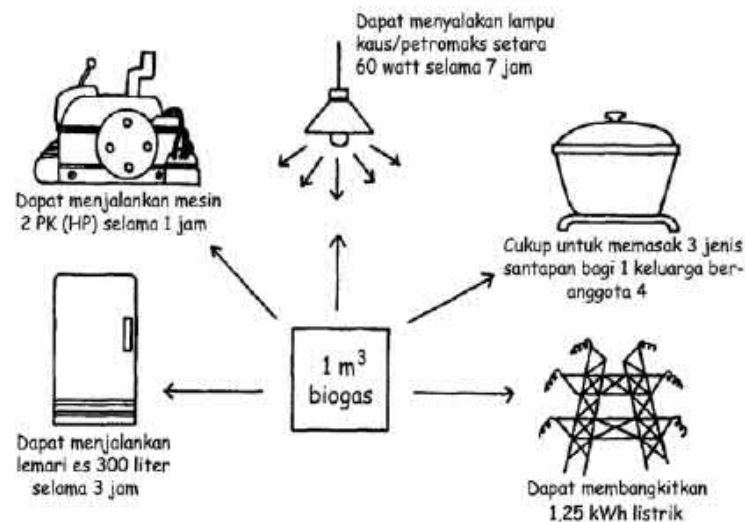 Dapat menyalakan lampu
kaus/petromaks setara
60 watt selama 7 jam
Dapat menjalankan mesin
2 PK (HP) selama 1 jam
Cukup untuk memasak 3 jenis
santapan bagi 1 keluarga ber-
anggota 4
1 m³
biogas
Dapat menjalankan
lemari es 300 liter
selama 3 jam
Dapat membangkitkan
1,25 kWh listrik